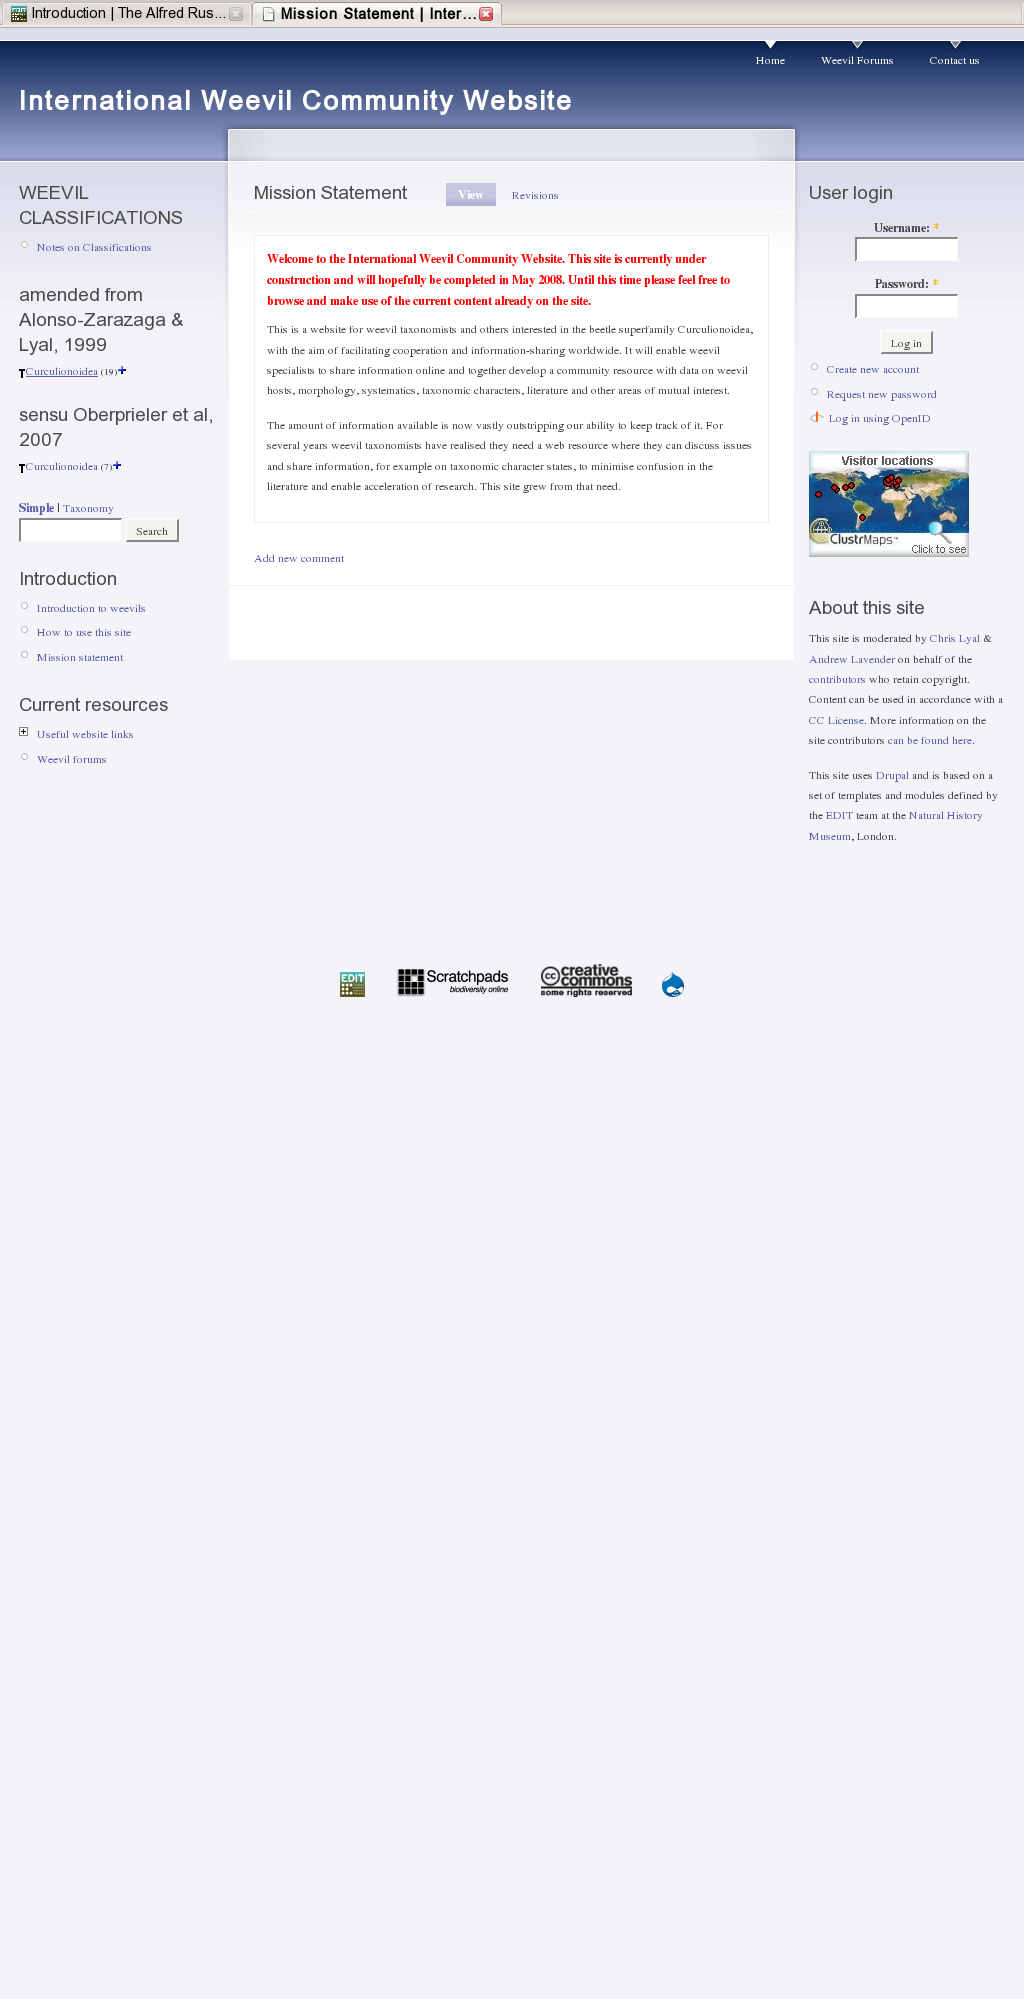 Introduction | The Alfred Rus...
Mission Statement | Inter...
Home
Weevil Forums
Contact us
International Weevil Community Website
WEEVIL
CLASSIFICATIONS
Notes on Classifications
amended from
Alonso-Zarazaga &
Lyal, 1999
TCurculionoidea (19)+
sensu Oberprieler et al,
2007
TCurculionoidea (7)+
Simple | Taxonomy
Search
Introduction
Introduction to weevils
How to use this site
Mission statement
Current resources
Useful website links
Weevil forums
Mission Statement
View
Revisions
Welcome to the International Weevil Community Website. This site is currently under
construction and will hopefully be completed in May 2008. Until this time please feel free to
browse and make use of the current content already on the site.
This is a website for weevil taxonomists and others interested in the beetle superfamily Curculionoidea,
with the aim of facilitating cooperation and information-sharing worldwide. It will enable weevil
specialists to share information online and together develop a community resource with data on weevil
hosts, morphology, systematics, taxonomic characters, literature and other areas of mutual interest.
The amount of information available is now vastly outstripping our ability to keep track of it. For
several years weevil taxonomists have realised they need a web resource where they can discuss issues
and share information, for example on taxonomic character states, to minimise confusion in the
literature and enable acceleration of research. This site grew from that need.
Add new comment
User login
Username: *
Password: *
Log in
Create new account
Request new password
Log in using OpenID
Visitor locations
ClustrMaps™
Click to see
About this site
This site is moderated by Chris Lyal &
Andrew Lavender on behalf of the
contributors who retain copyright.
Content can be used in accordance with a
CC License. More information on the
site contributors can be found here.
This site uses Drupal and is based on a
set of templates and modules defined by
the EDIT team at the Natural History
Museum, London.
EDIT
Scratchpads
biodiversity online
cc creative
commons
some rights reserved